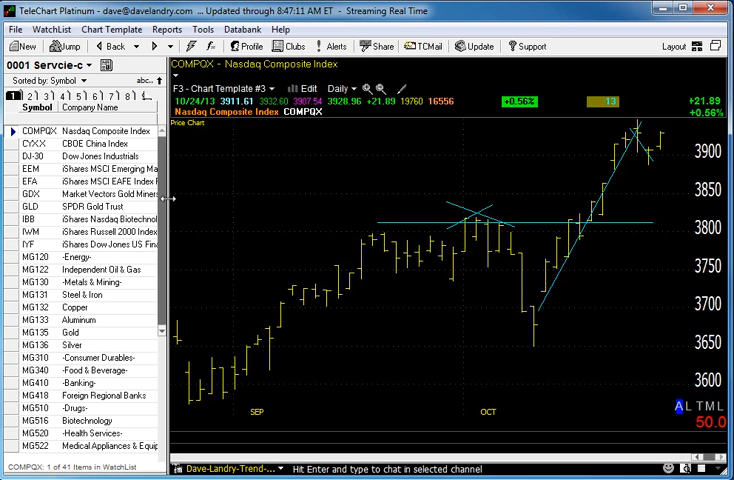 TeleChart Platinum - dave@davelandry.com ... Updated through 8:47:11 AM ET - Streaming Real Time
File MyWorden Chart Template Reports Tools Databank Help
New Jump Back Profile Clubs Alerts Share TCMail Update Support Layout
0001 Servcie-c
Sorted by: Symbol abc...
1 2 3 4 5 6 7 8
Symbol Company Name
COMPQX Nasdaq Composite Index
CYXX CBOE China Index
DJ-30 Dow Jones Industrials
EEM iShares MSCI Emerging Ma
EFA iShares MSCI EAFE Index F
GDX Market Vectors Gold Miners
GLD SPDR Gold Trust
IBB iShares Nasdaq Biotechnol
IWM iShares Russell 2000 Index
IYF iShares Dow Jones US Fina
MG120 -Energy-
MG122 Independent Oil & Gas
MG130 -Metals & Mining-
MG131 Steel & Iron
MG132 Copper
MG133 Aluminum
MG135 Gold
MG136 Silver
MG310 -Consumer Durables-
MG340 -Food & Beverage-
MG410 -Banking-
MG418 Foreign Regional Banks
MG510 -Drugs-
MG516 Biotechnology
MG520 -Health Services-
MG522 Medical Appliances & Equip
COMPQX: 1 of 41 Items in WatchList
COMPQX - Nasdaq Composite Index
F3 - Chart Template #3 Edit Daily
10/24/13 3911.61 3932.60 3907.54 3928.96 +21.89 19760 16556 +0.56% 13 +21.89
Nasdaq Composite Index COMPQX +0.56%
Price Chart
3900
3850
3800
3750
3700
3650
3600
SEP OCT
A L T M L
50.0
Dave-Landry-Trend-... Hit Enter and type to chat in selected channel